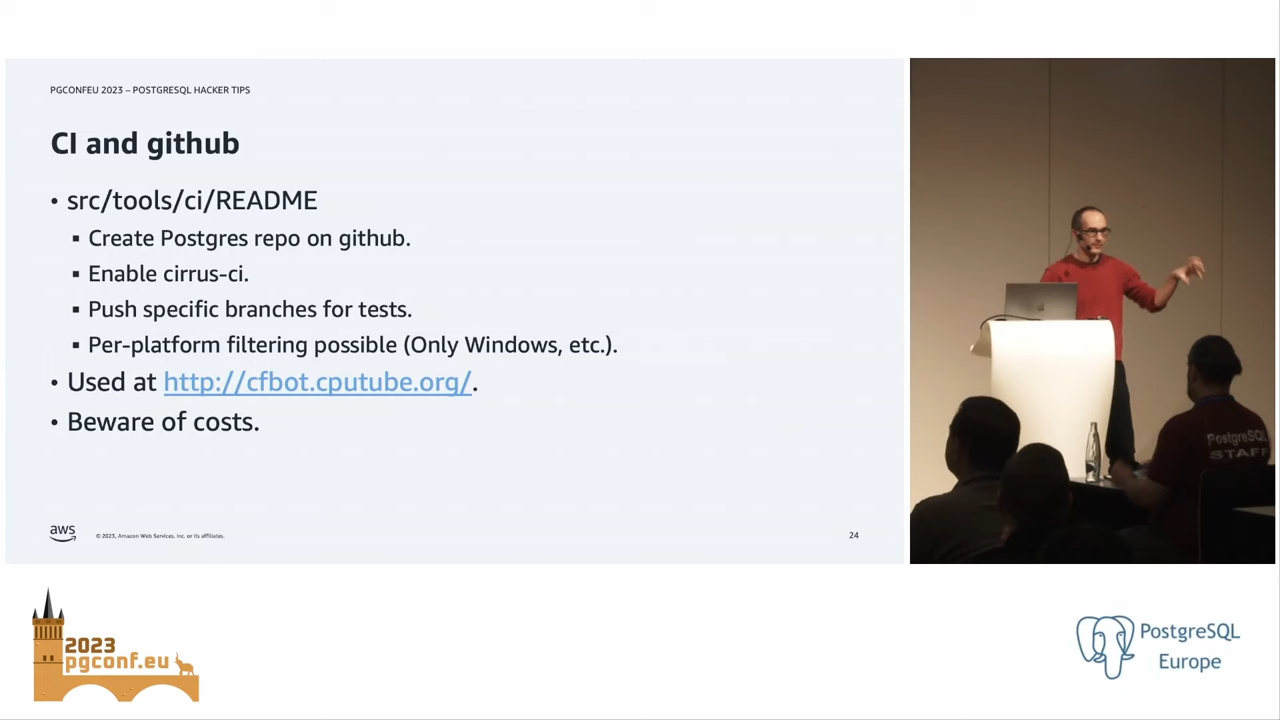 PGCONFEU 2023 – POSTGRESQL HACKER TIPS
CI and github
• src/tools/ci/README
▪ Create Postgres repo on github.
▪ Enable cirrus-ci.
▪ Push specific branches for tests.
▪ Per-platform filtering possible (Only Windows, etc.).
• Used at http://cfbot.cputube.org/.
• Beware of costs.
aws
© 2023, Amazon Web Services, Inc. or its affiliates.
24
PostgreSQL
STAFF
2023
pgconf.eu
PostgreSQL
Europe